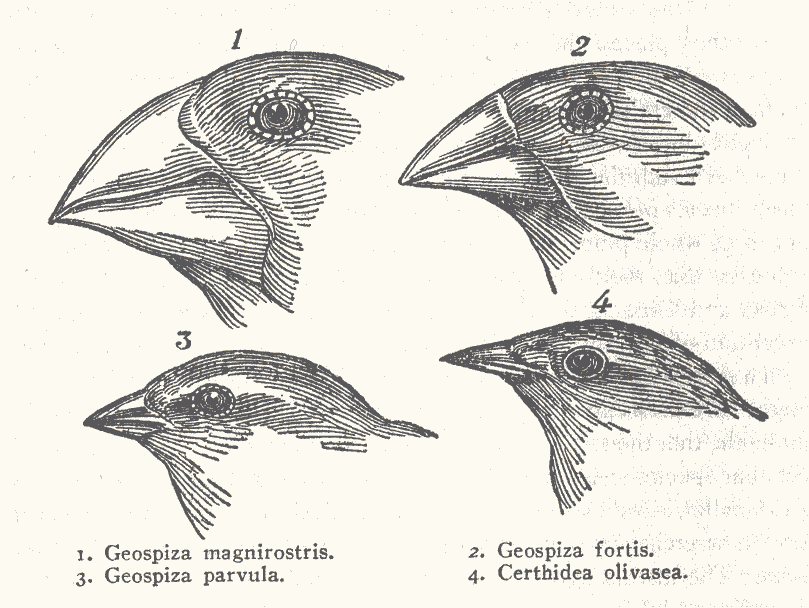 1
2
3
4
1. Geospiza magnirostris. 2. Geospiza fortis.
3. Geospiza parvula. 4. Certhidea olivasea.